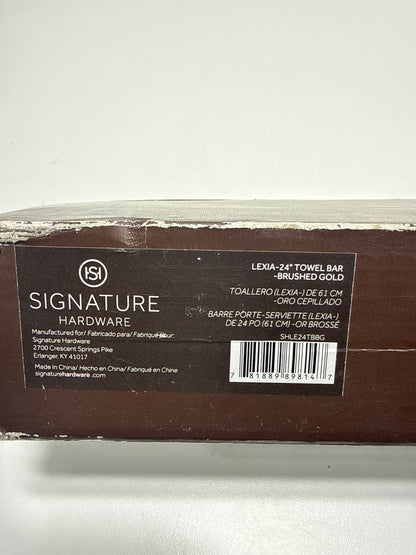 LEXIA-24" TOWEL BAR
-BRUSHED GOLD
TOALLERO (LEXIA-) DE 61 CM
-ORO CEPILLADO
BARRE PORTE-SERVIETTE (LEXIA-)
DE 24 PO (61 CM) -OR BROSSÉ
SHLE24TBBG
7 81889 89814 7
SH
SIGNATURE
HARDWARE
Manufactured for/ Fabricado para/ Fabriqué pour:
Signature Hardware
2700 Crescent Springs Pike
Erlanger, KY 41017
Made in China/ Hecho en China/ Fabriqué en Chine
signaturehardware.com